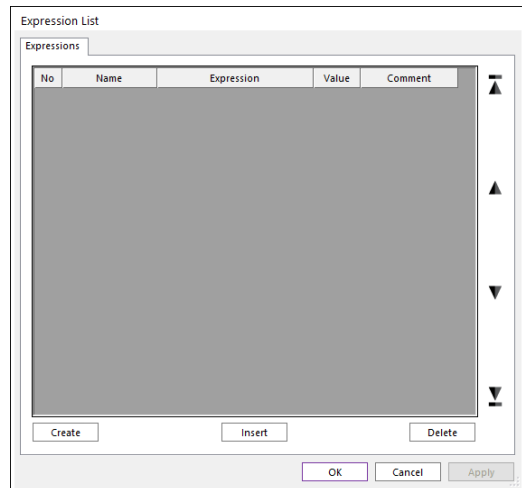 Expression List
Expressions
No Name Expression Value Comment
Create Insert Delete
OK Cancel Apply